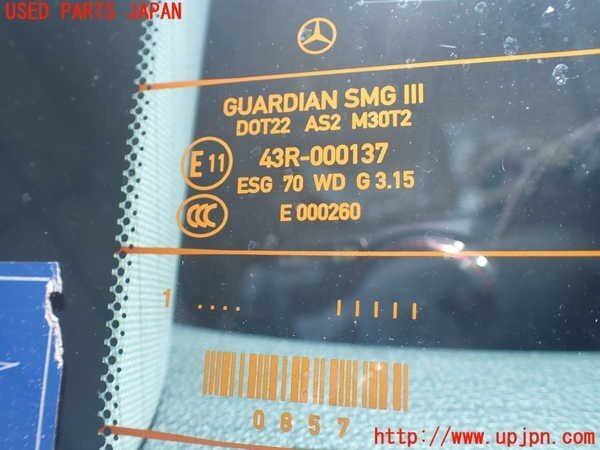 USED PARTS JAPAN
GUARDIAN SMG III
DOT22 AS2 M30T2
E 11 43R-000137
ESG 70 WD G 3.15
CCC E 000260
1 .... |||||
0857
http://www.upjpn.com/